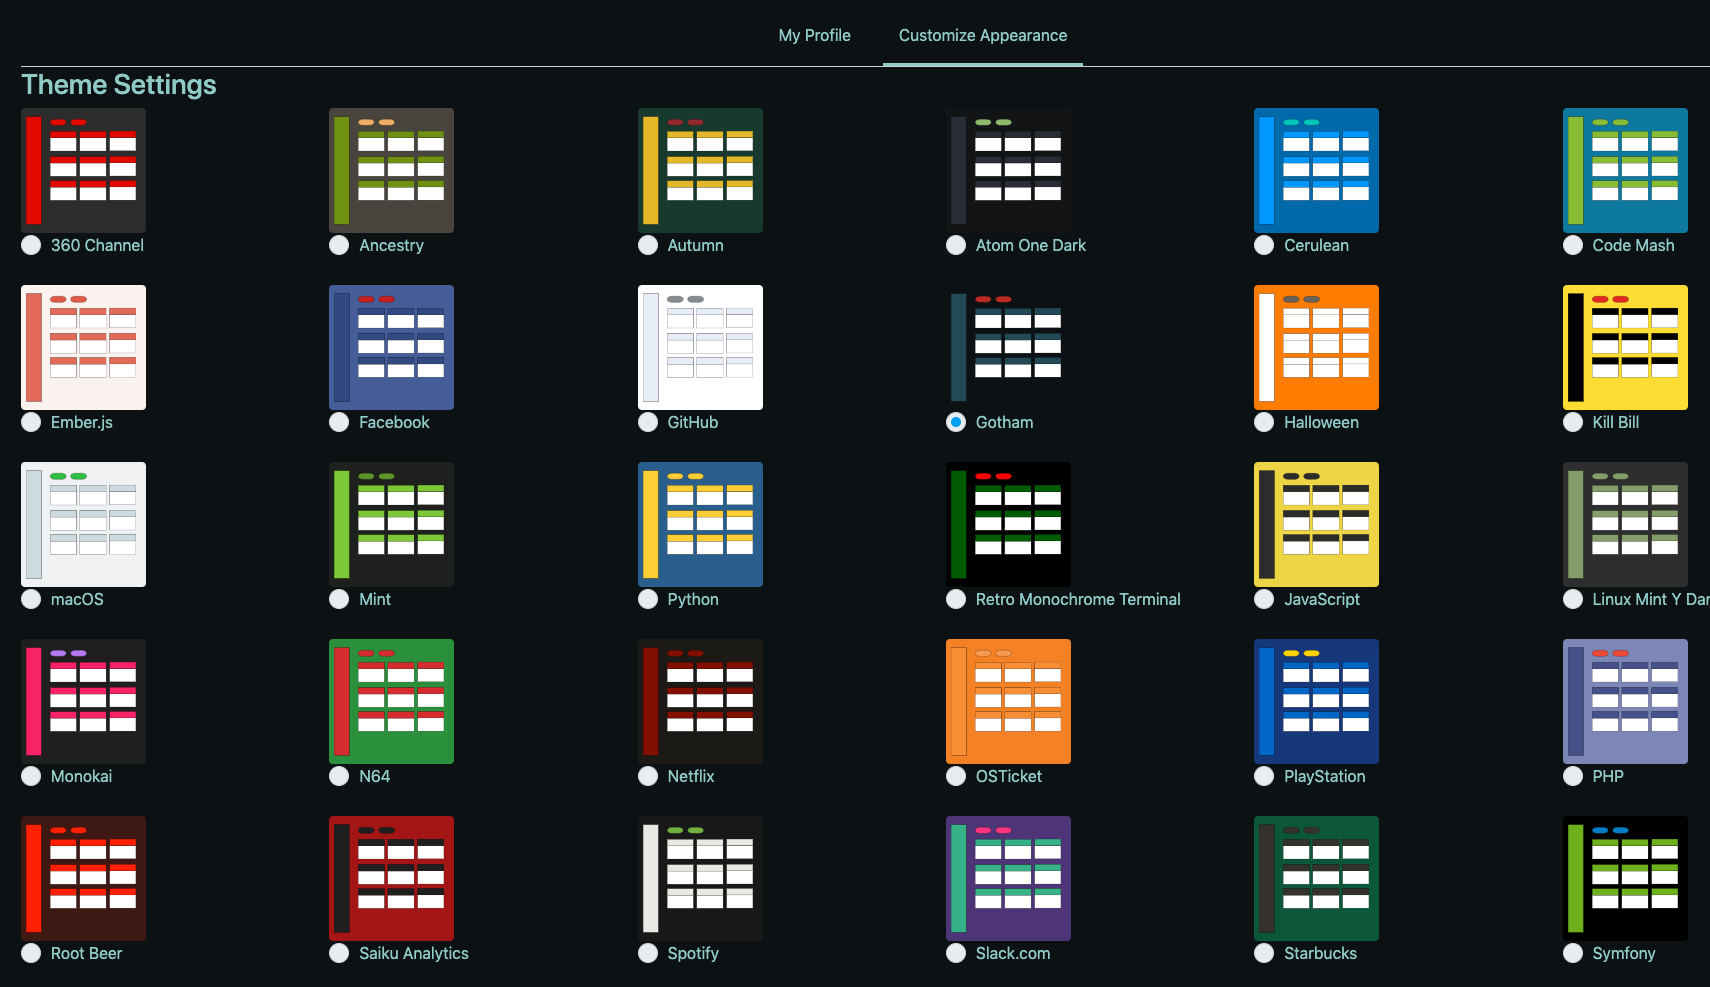 My Profile
Customize Appearance
Theme Settings
360 Channel
Ancestry
Autumn
Atom One Dark
Cerulean
Code Mash
Ember.js
Facebook
GitHub
Gotham
Halloween
Kill Bill
macOS
Mint
Python
Retro Monochrome Terminal
JavaScript
Linux Mint Y Dar
Monokai
N64
Netflix
OSTicket
PlayStation
PHP
Root Beer
Saiku Analytics
Spotify
Slack.com
Starbucks
Symfony